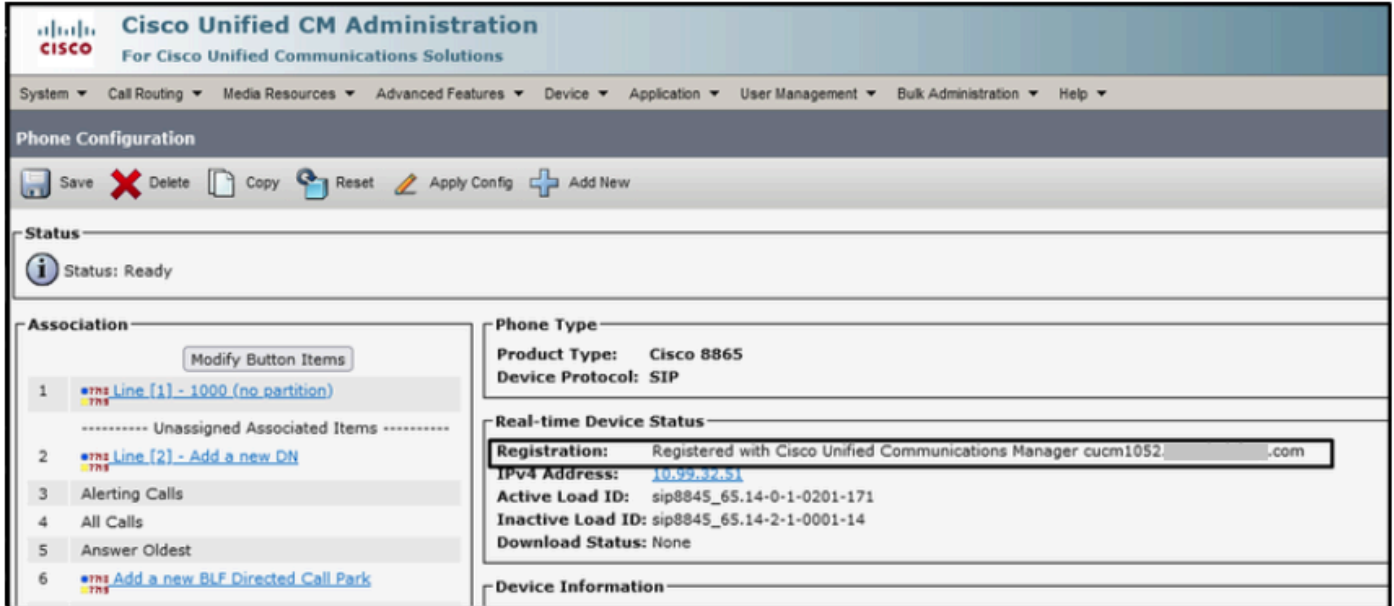 Cisco Unified CM Administration
CISCO
For Cisco Unified Communications Solutions
System Call Routing Media Resources Advanced Features Device Application User Management Bulk Administration Help
Phone Configuration
Save Delete Copy Reset Apply Config Add New
Status
Status: Ready
Association
Modify Button Items
1 Line [1] - 1000 (no partition)
---------- Unassigned Associated Items ----------
2 Line [2] - Add a new DN
3 Alerting Calls
4 All Calls
5 Answer Oldest
6 Add a new BLF Directed Call Park
Phone Type
Product Type: Cisco 8865
Device Protocol: SIP
Real-time Device Status
Registration: Registered with Cisco Unified Communications Manager cucm1052. .com
IPv4 Address: 10.99.32.51
Active Load ID: sip8845_65.14-0-1-0201-171
Inactive Load ID: sip8845_65.14-2-1-0001-14
Download Status: None
Device Information